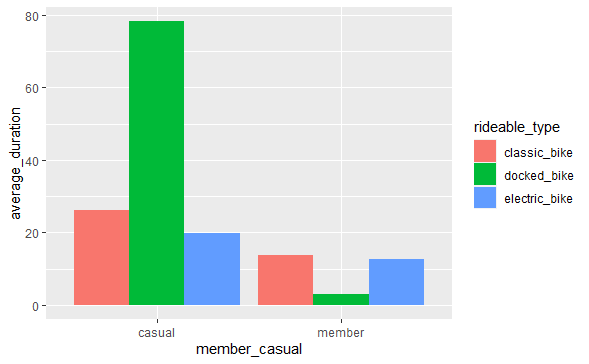 80
60
40
20
0
average_duration
casual
member
member_casual
rideable_type
classic_bike
docked_bike
electric_bike